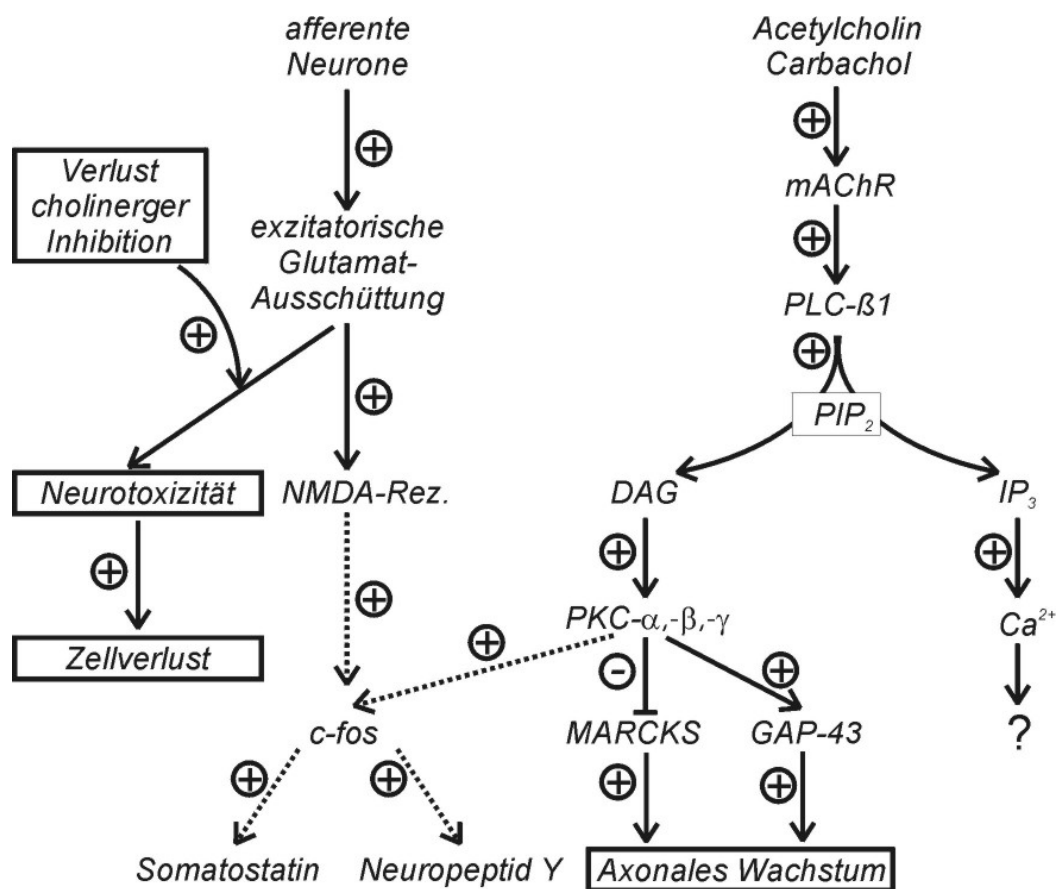 afferente
Neurone
Acetylcholin
Carbachol
+
+
Verlust
cholinerger
Inhibition
mAChR
exzitatorische
Glutamat-
Ausschüttung
+
PLC-ß1
+
+
+
PIP₂
Neurotoxizität
NMDA-Rez.
DAG
IP₃
+
+
+
+
PKC-α,-β,-γ
Ca²⁺
Zellverlust
+
-
+
c-fos
MARCKS
GAP-43
?
+
+
+
+
Somatostatin
Neuropeptid Y
Axonales Wachstum